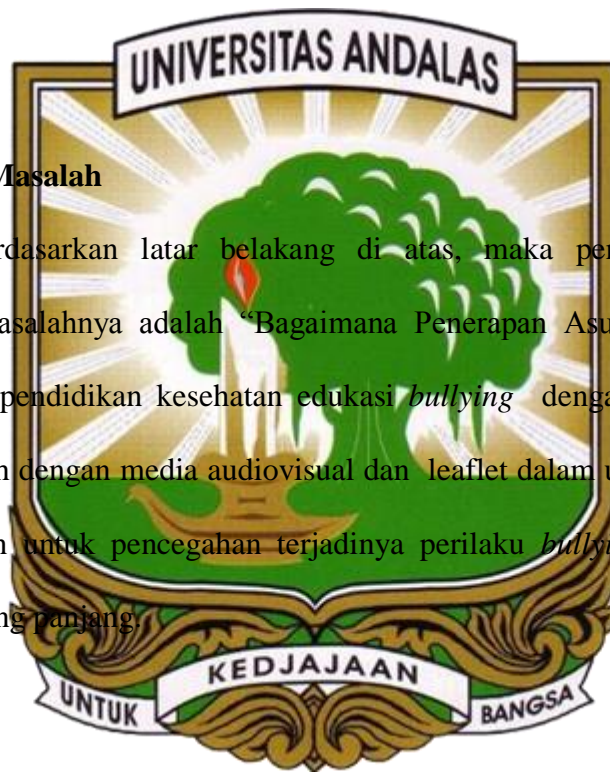 UNIVERSITAS ANDALAS
Masalah
rdasarkan latar belakang di atas, maka per
asalahnya adalah “Bagaimana Penerapan Asu
pendidikan kesehatan edukasi bullying denga
n dengan media audiovisual dan leaflet dalam u
n untuk pencegahan terjadinya perilaku bullyi
ng panjang.
UNTUK KEDJAJAAN BANGSA